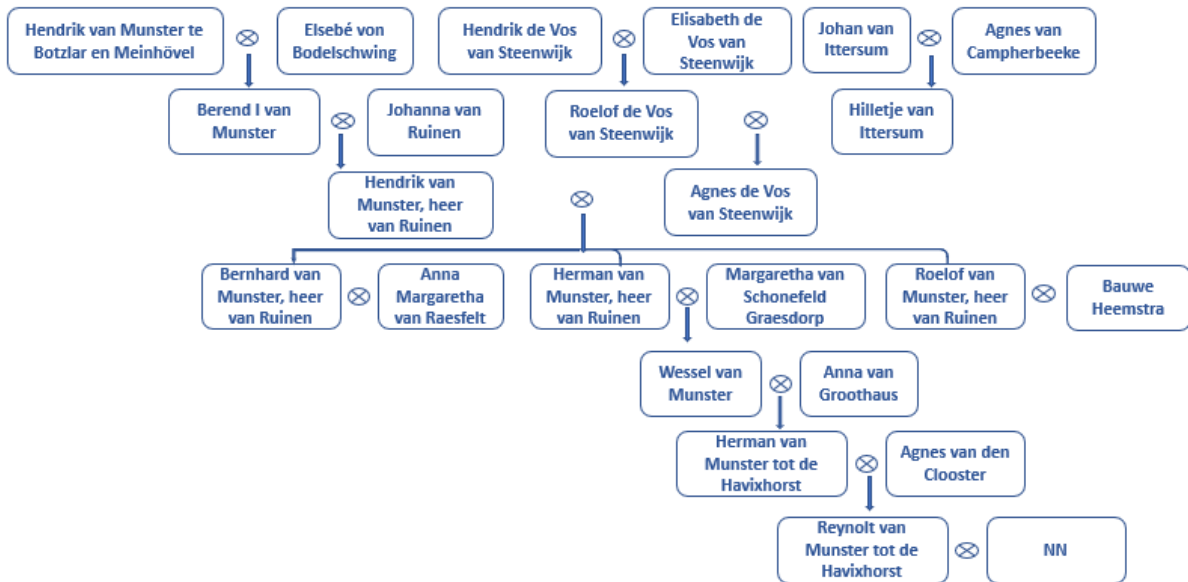 Hendrik van Munster te
Botzlar en Meinhövel
Elsebé von
Bodelschwing
Hendrik de Vos
van Steenwijk
Elisabeth de
Vos van
Steenwijk
Johan van
Ittersum
Agnes van
Campherbeeke
Berend I van
Munster
Johanna van
Ruinen
Roelof de Vos
van Steenwijk
Hilletje van
Ittersum
Hendrik van
Munster, heer
van Ruinen
Agnes de Vos
van Steenwijk
Bernhard van
Munster, heer
van Ruinen
Anna
Margaretha
van Raesfelt
Herman van
Munster, heer
van Ruinen
Margaretha van
Schonefeld
Graesdorp
Roelof van
Munster, heer
van Ruinen
Bauwe
Heemstra
Wessel van
Munster
Anna van
Groothaus
Herman van
Munster tot de
Havixhorst
Agnes van den
Clooster
Reynolt van
Munster tot de
Havixhorst
NN